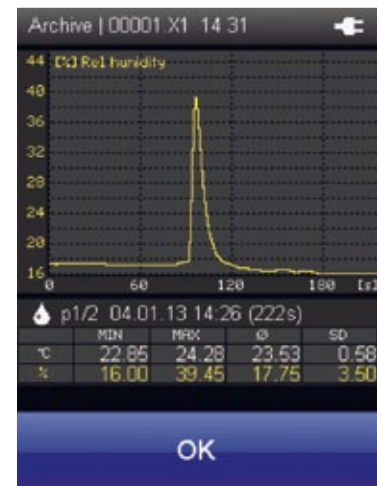 Archive | 00001.X1 14:31
44 [%] Rel humidity
40
36
32
28
24
20
16
0 60 120 180 [s]
p1/2 04.01.13 14:26 (222s)
MIN MAX Ø SD
°C 22.85 24.28 23.53 0.58
% 16.00 39.45 17.75 3.50
OK